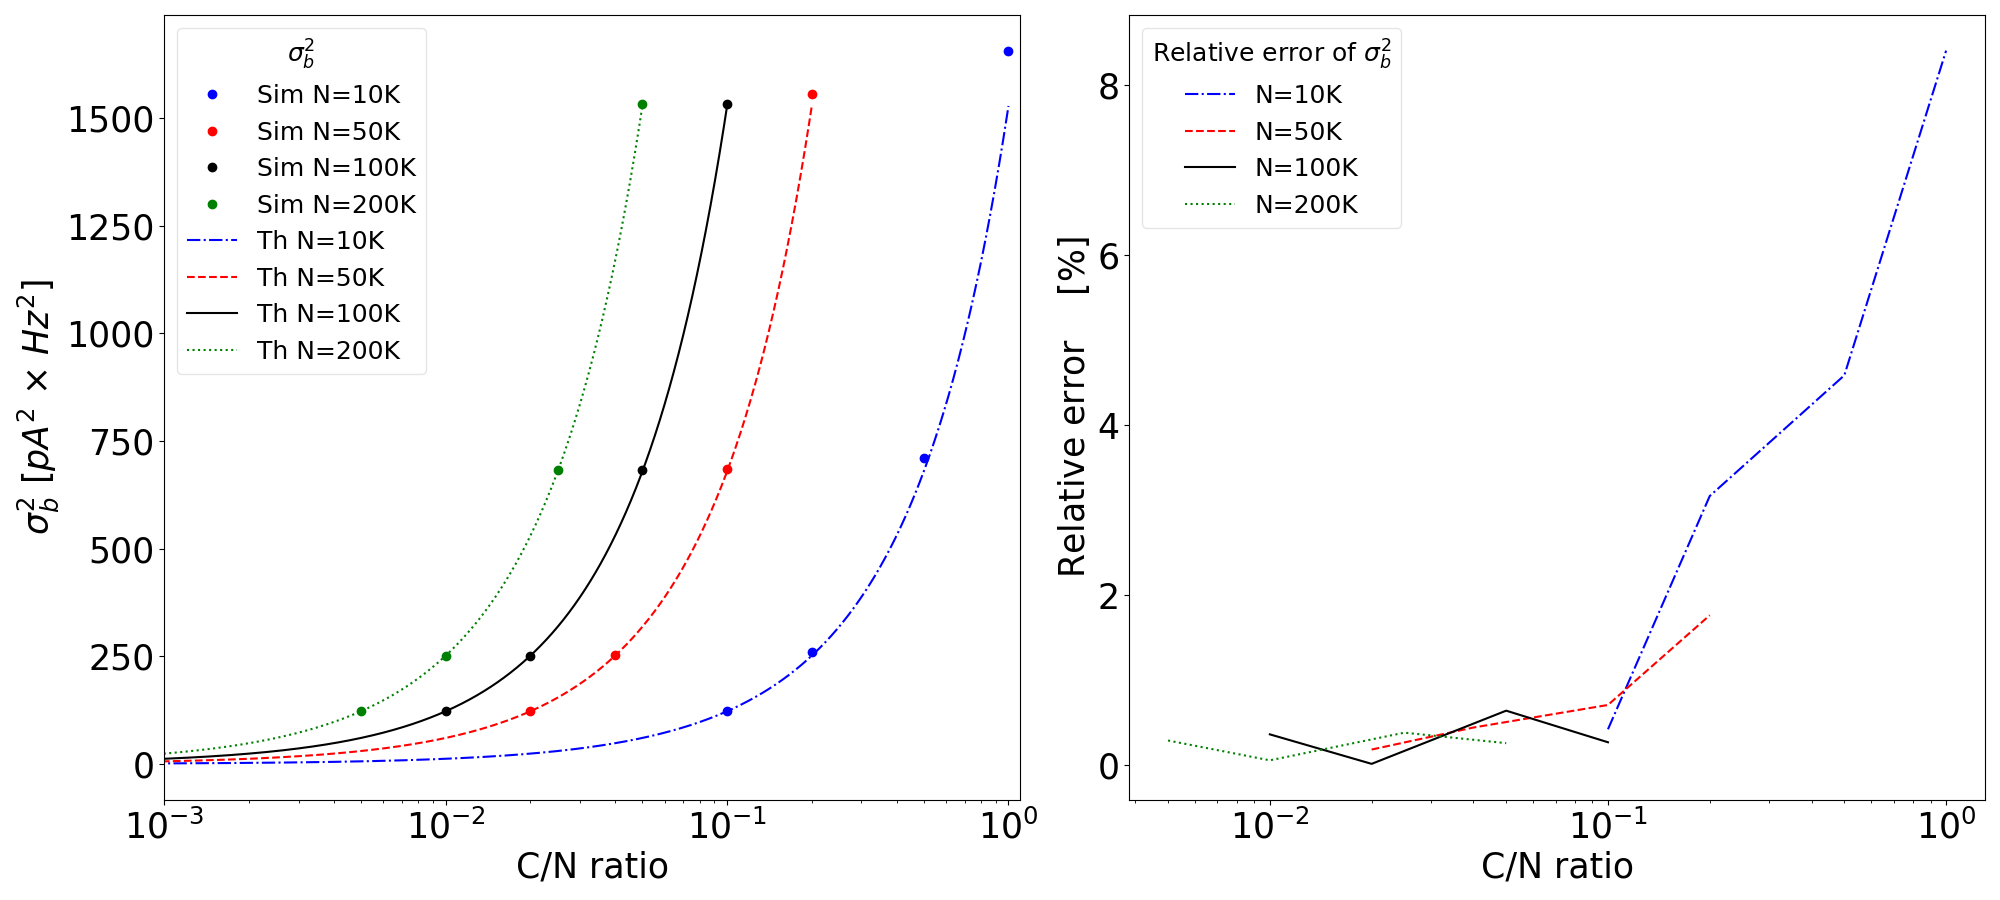 σ_b^2
Sim N=10K
Sim N=50K
Sim N=100K
Sim N=200K
Th N=10K
Th N=50K
Th N=100K
Th N=200K
1500
1250
1000
750
500
250
0
σ_b^2 [pA^2 × Hz^2]
10^−3 10^−2 10^−1 10^0
C/N ratio
Relative error of σ_b^2
N=10K
N=50K
N=100K
N=200K
8
6
4
2
0
Relative error [%]
10^−2 10^−1 10^0
C/N ratio